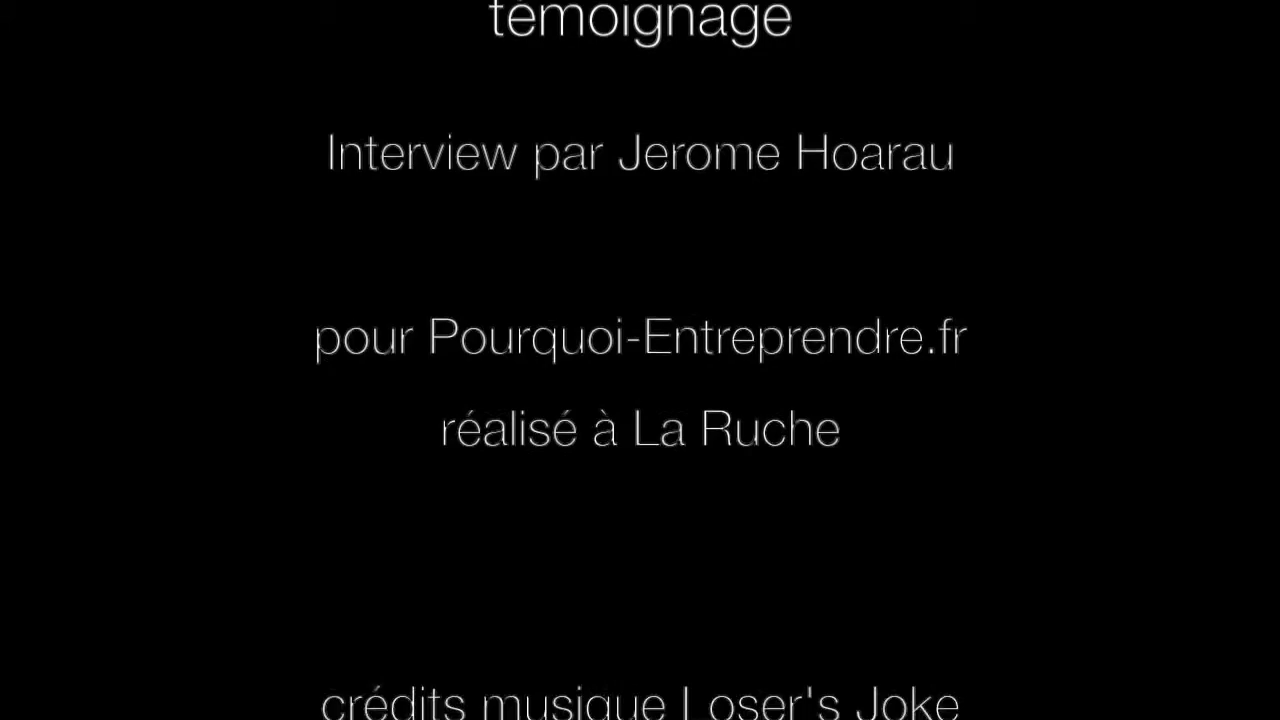 témoignage
Interview par Jerome Hoarau
pour Pourquoi-Entreprendre.fr
réalisé à La Ruche
crédits musique Loser's Joke